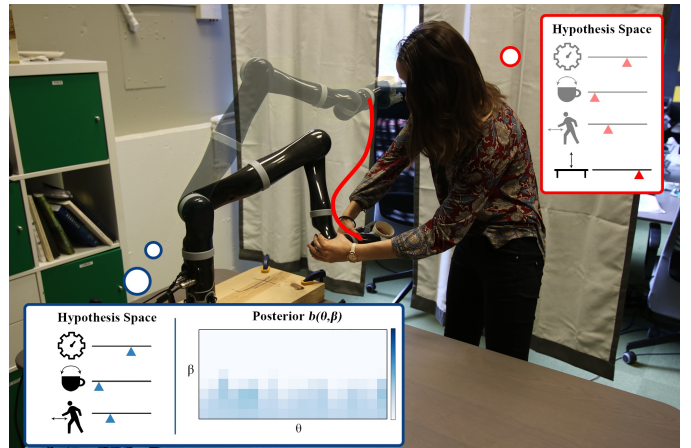 Hypothesis Space
Hypothesis Space
Posterior b(θ,β)
β
θ